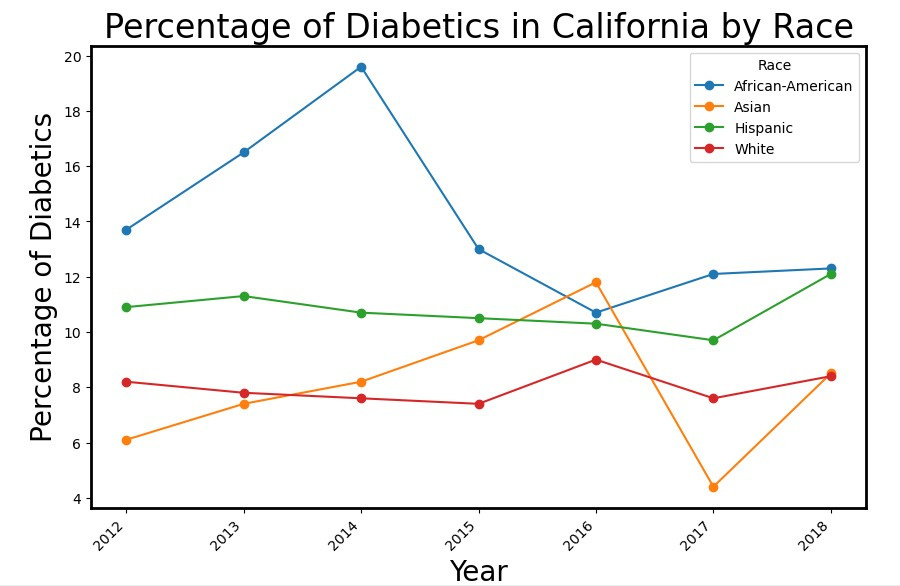 Percentage of Diabetics in California by Race
Race
African-American
Asian
Hispanic
White
Percentage of Diabetics
20
18
16
14
12
10
8
6
4
2012
2013
2014
2015
2016
2017
2018
Year